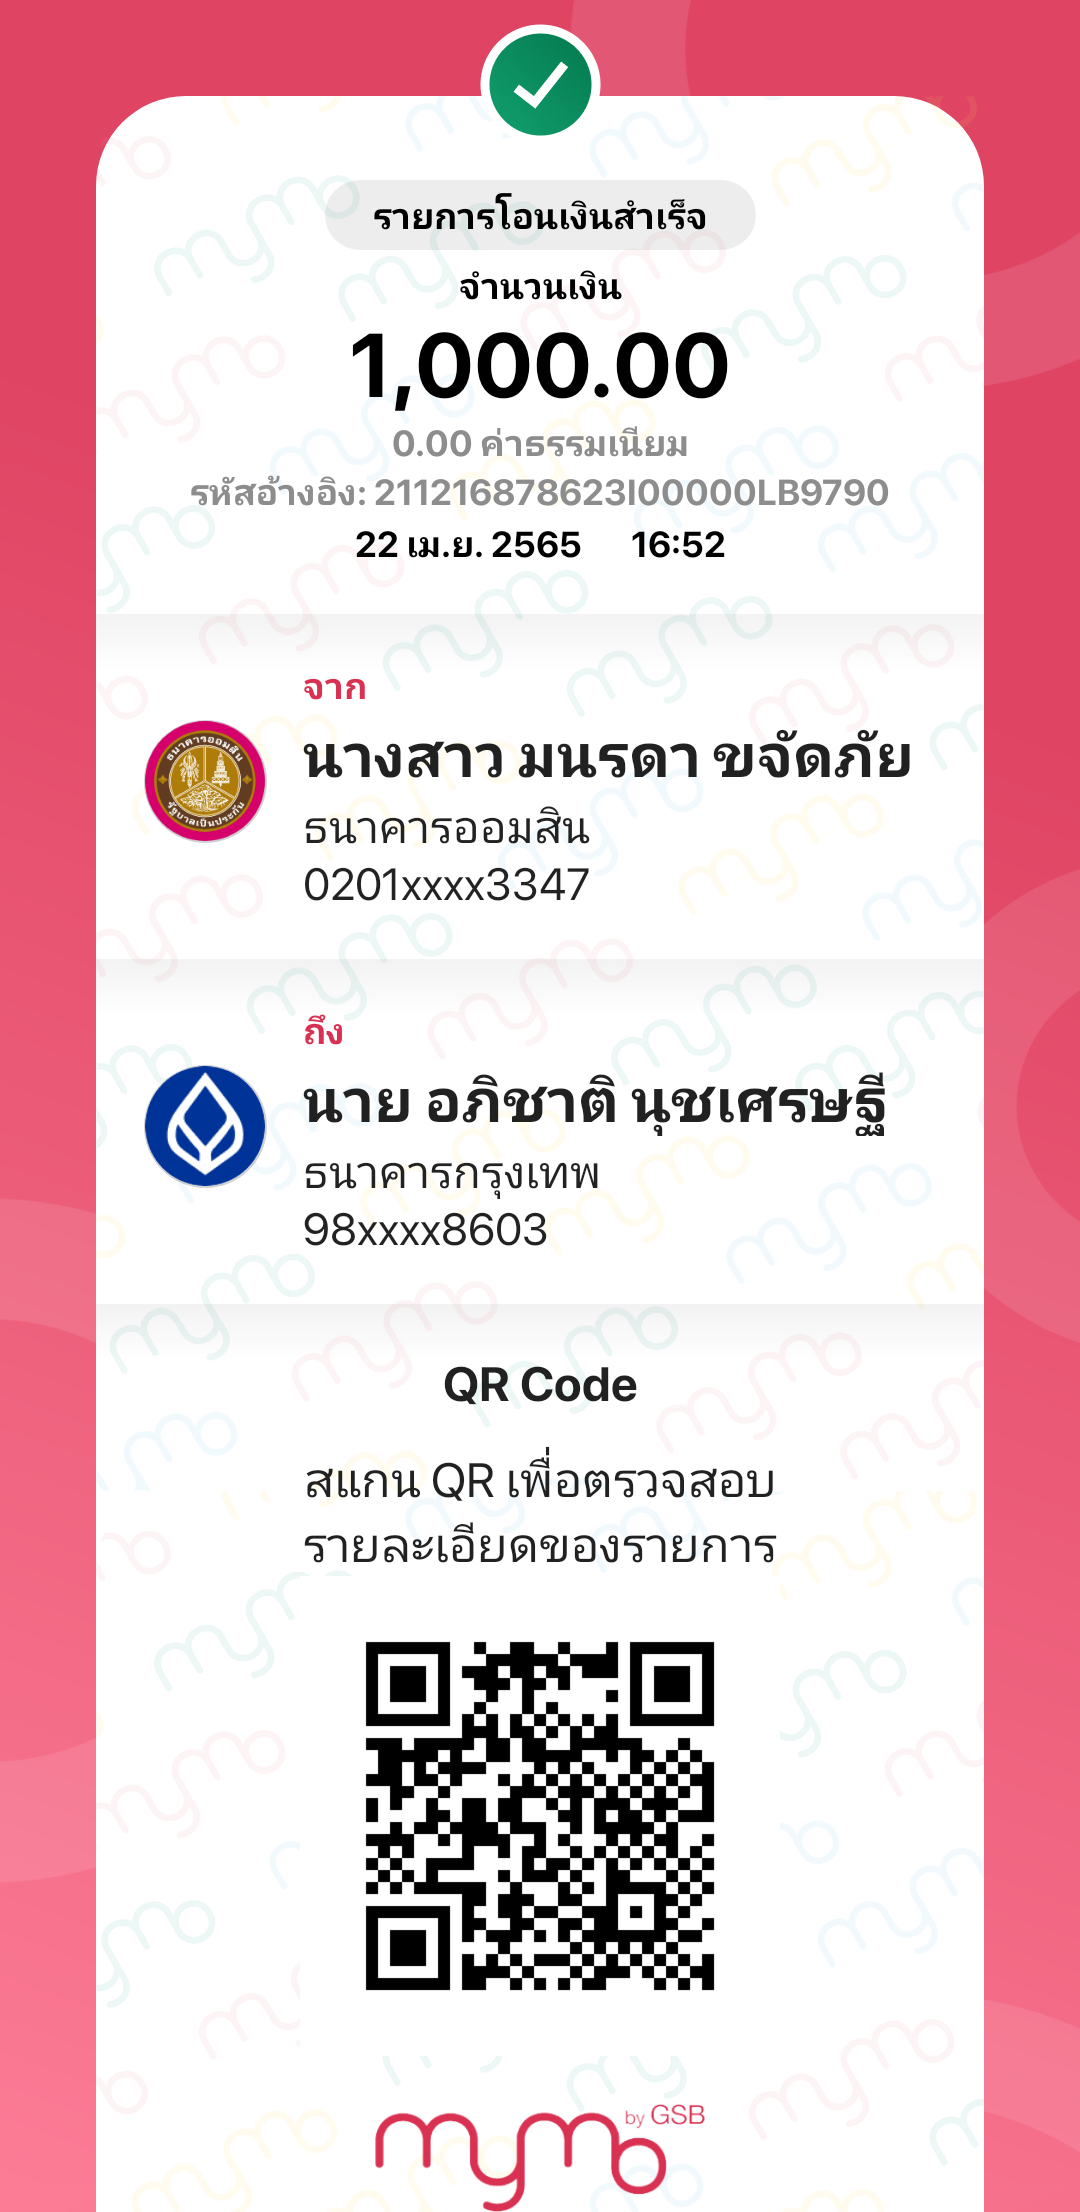 รายการโอนเงินสำเร็จ
จำนวนเงิน
1,000.00
0.00 ค่าธรรมเนียม
รหัสอ้างอิง: 211216878623I00000LB9790
22 เม.ย. 2565 16:52
จาก
นางสาว มนรดา ขจัดภัย
ธนาคารออมสิน
0201xxxx3347
ถึง
นาย อภิชาติ นุชเศรษฐี
ธนาคารกรุงเทพ
98xxxx8603
QR Code
สแกน QR เพื่อตรวจสอบ
รายละเอียดของรายการ
mymo by GSB